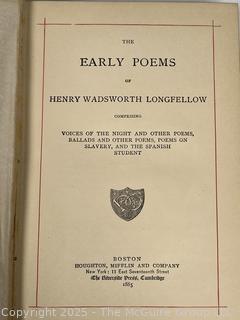 THE
EARLY POEMS
OF
HENRY WADSWORTH LONGFELLOW
COMPRISING
VOICES OF THE NIGHT AND OTHER POEMS,
BALLADS AND OTHER POEMS, POEMS ON
SLAVERY, AND THE SPANISH
STUDENT
BOSTON
HOUGHTON, MIFFLIN AND COMPANY
New York: 11 East Seventeenth Street
The Riverside Press, Cambridge
1885
Copyright © 2025 - The McGuire Group, LLC